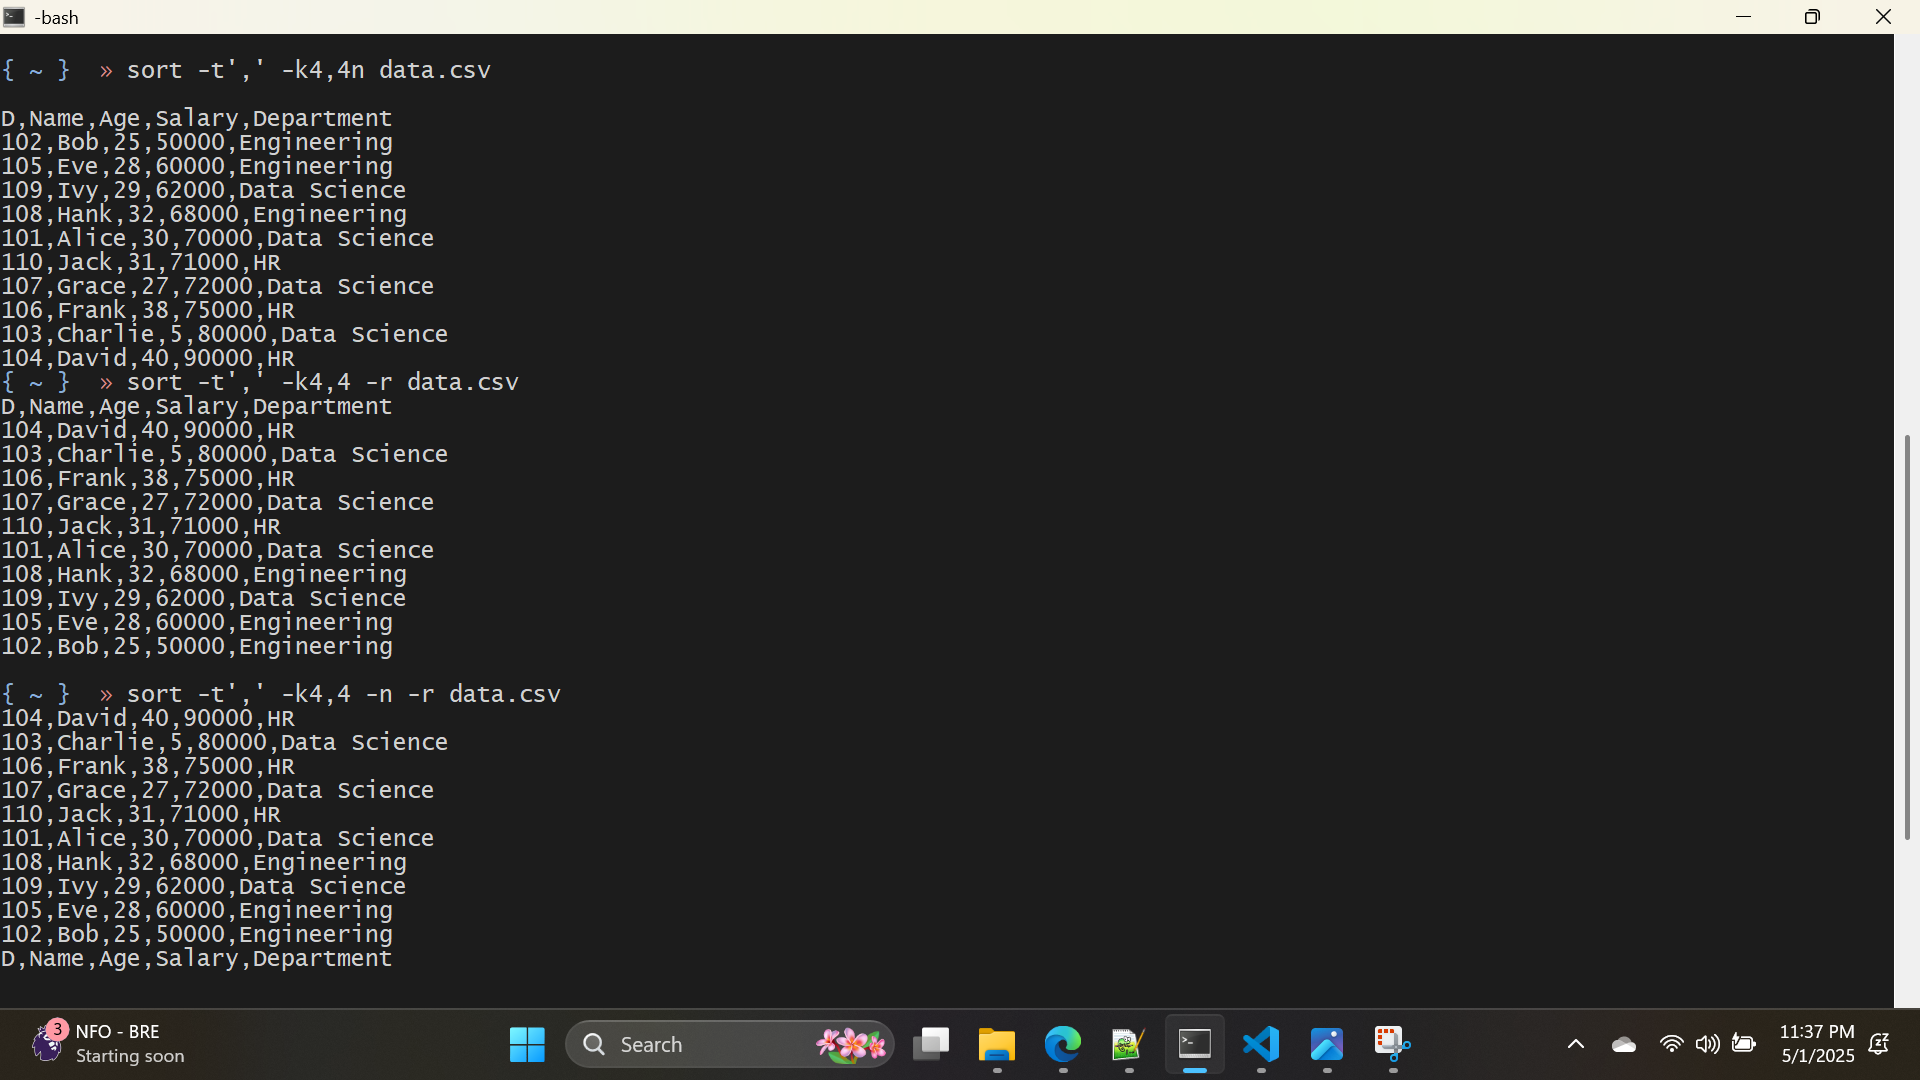 -bash
{ ~ }  » sort -t',' -k4,4n data.csv
D,Name,Age,Salary,Department
102,Bob,25,50000,Engineering
105,Eve,28,60000,Engineering
109,Ivy,29,62000,Data Science
108,Hank,32,68000,Engineering
101,Alice,30,70000,Data Science
110,Jack,31,71000,HR
107,Grace,27,72000,Data Science
106,Frank,38,75000,HR
103,Charlie,5,80000,Data Science
104,David,40,90000,HR
{ ~ }  » sort -t',' -k4,4 -r data.csv
D,Name,Age,Salary,Department
104,David,40,90000,HR
103,Charlie,5,80000,Data Science
106,Frank,38,75000,HR
107,Grace,27,72000,Data Science
110,Jack,31,71000,HR
101,Alice,30,70000,Data Science
108,Hank,32,68000,Engineering
109,Ivy,29,62000,Data Science
105,Eve,28,60000,Engineering
102,Bob,25,50000,Engineering
{ ~ }  » sort -t',' -k4,4 -n -r data.csv
104,David,40,90000,HR
103,Charlie,5,80000,Data Science
106,Frank,38,75000,HR
107,Grace,27,72000,Data Science
110,Jack,31,71000,HR
101,Alice,30,70000,Data Science
108,Hank,32,68000,Engineering
109,Ivy,29,62000,Data Science
105,Eve,28,60000,Engineering
102,Bob,25,50000,Engineering
D,Name,Age,Salary,Department
3
NFO - BRE
Starting soon
Search
11:37 PM
5/1/2025